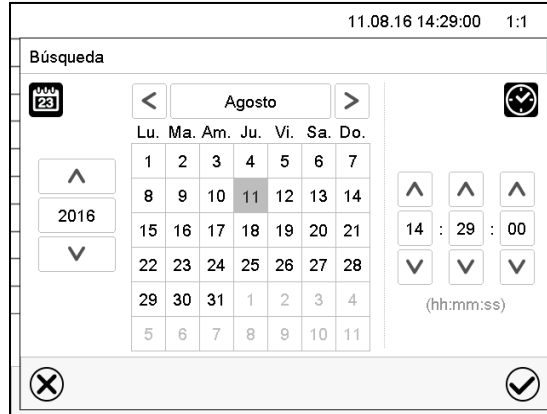 11.08.16 14:29:00 1:1
Búsqueda
23
< Agosto >
Lu. Ma. Am. Ju. Vi. Sa. Do.
1 2 3 4 5 6 7
8 9 10 11 12 13 14
15 16 17 18 19 20 21
22 23 24 25 26 27 28
29 30 31 1 2 3 4
5 6 7 8 9 10 11
2016
14 : 29 : 00
(hh:mm:ss)